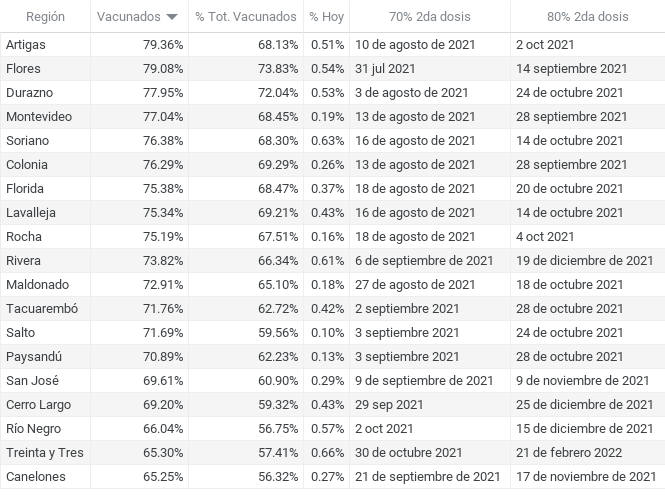 Región Vacunados % Tot. Vacunados % Hoy 70% 2da dosis 80% 2da dosis
Artigas 79.36% 68.13% 0.51% 10 de agosto de 2021 2 oct 2021
Flores 79.08% 73.83% 0.54% 31 jul 2021 14 septiembre 2021
Durazno 77.95% 72.04% 0.53% 3 de agosto de 2021 24 de octubre 2021
Montevideo 77.04% 68.45% 0.19% 13 de agosto 2021 28 septiembre 2021
Soriano 76.38% 68.30% 0.63% 16 de agosto 2021 14 de octubre 2021
Colonia 76.29% 69.29% 0.26% 13 de agosto 2021 28 septiembre 2021
Florida 75.38% 68.47% 0.37% 18 de agosto 2021 20 de octubre 2021
Lavalleja 75.34% 69.21% 0.43% 16 de agosto 2021 14 de octubre 2021
Rocha 75.19% 67.51% 0.16% 18 de agosto 2021 4 oct 2021
Rivera 73.82% 66.34% 0.61% 6 de septiembre de 2021 19 de diciembre de 2021
Maldonado 72.91% 65.10% 0.18% 27 de agosto 2021 18 de octubre 2021
Tacuarembó 71.76% 62.72% 0.42% 2 septiembre 2021 28 de octubre 2021
Salto 71.69% 59.56% 0.10% 3 septiembre 2021 24 de octubre 2021
Paysandú 70.89% 62.23% 0.13% 3 septiembre 2021 28 de octubre 2021
San José 69.61% 60.90% 0.29% 9 de septiembre de 2021 9 de noviembre de 2021
Cerro Largo 69.20% 59.32% 0.43% 29 sep 2021 25 de diciembre de 2021
Río Negro 66.04% 56.75% 0.57% 2 oct 2021 15 de diciembre de 2021
Treinta y Tres 65.30% 57.41% 0.66% 30 de octubre 2021 21 de febrero 2022
Canelones 65.25% 56.32% 0.27% 21 de septiembre de 2021 17 de noviembre de 2021